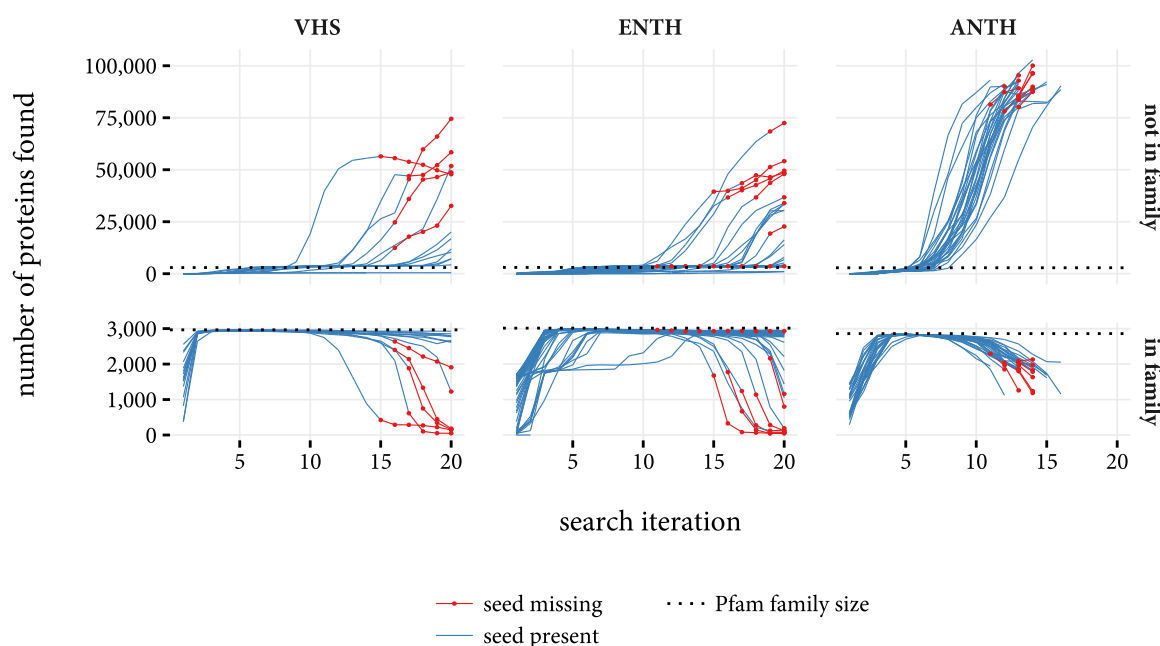 VHS ENTH ANTH
number of proteins found
100,000
75,000
50,000
25,000
0
not in family
3,000
2,000
1,000
0
in family
5 10 15 20 5 10 15 20 5 10 15 20
search iteration
seed missing Pfam family size
seed present